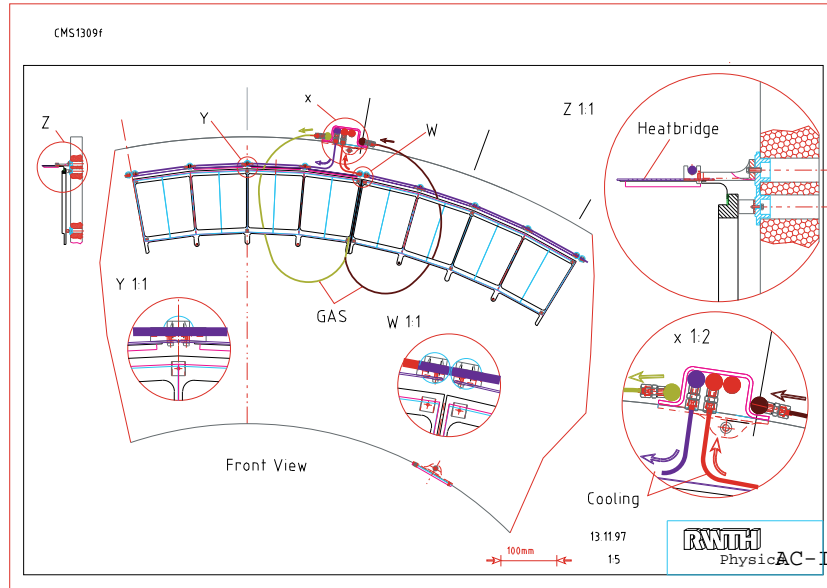 CMS1309f
x
Z 1:1
Y
W
Z
Heatbridge
Y 1:1
GAS
W 1:1
x 1:2
Front View
Cooling
13.11.97
100mm
1:5
RWTH
Physics AC-I